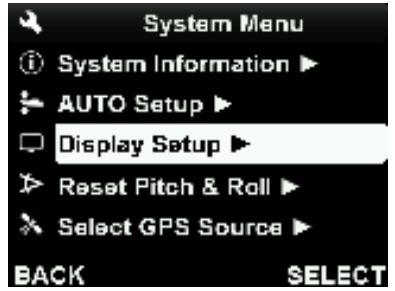 System Menu
System Information ►
AUTO Setup ►
Display Setup ►
Reset Pitch & Roll ►
Select GPS Source ►
BACK SELECT